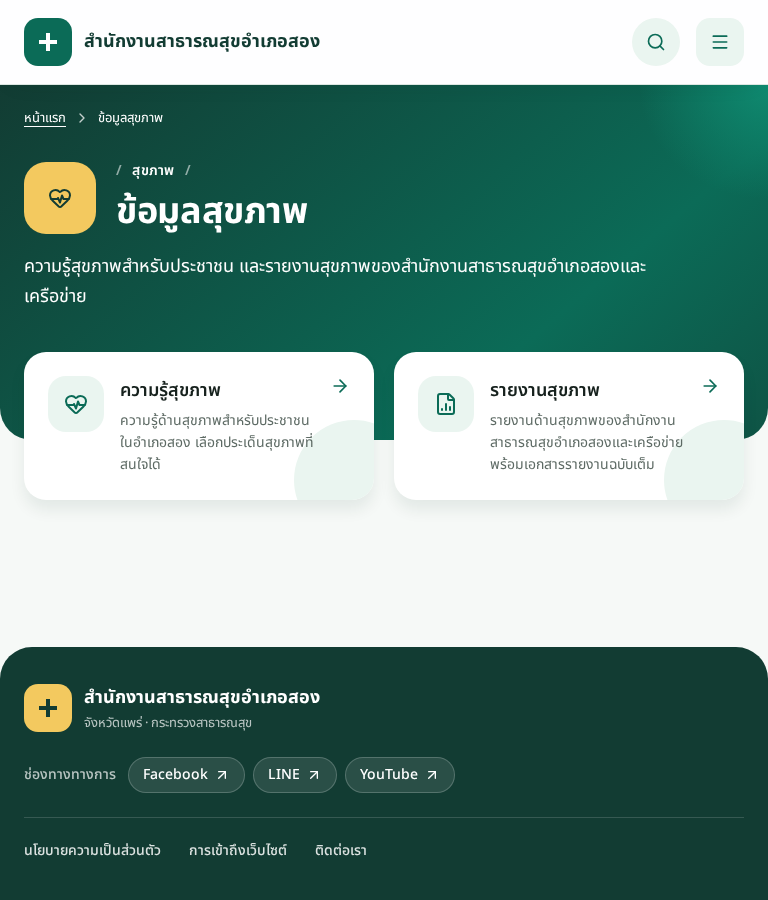 สำนักงานสาธารณสุขอำเภอสอง
หน้าแรก
ข้อมูลสุขภาพ
/ สุขภาพ /
ข้อมูลสุขภาพ
ความรู้สุขภาพสำหรับประชาชน และรายงานสุขภาพของสำนักงานสาธารณสุขอำเภอสองและ
เครือข่าย
ความรู้สุขภาพ
ความรู้ด้านสุขภาพสำหรับประชาชน
ในอำเภอสอง เลือกประเด็นสุขภาพที่
สนใจได้
รายงานสุขภาพ
รายงานด้านสุขภาพของสำนักงาน
สาธารณสุขอำเภอสองและเครือข่าย
พร้อมเอกสารรายงานฉบับเต็ม
สำนักงานสาธารณสุขอำเภอสอง
จังหวัดแพร่ · กระทรวงสาธารณสุข
ช่องทางทางการ
Facebook
LINE
YouTube
นโยบายความเป็นส่วนตัว
การเข้าถึงเว็บไซต์
ติดต่อเรา